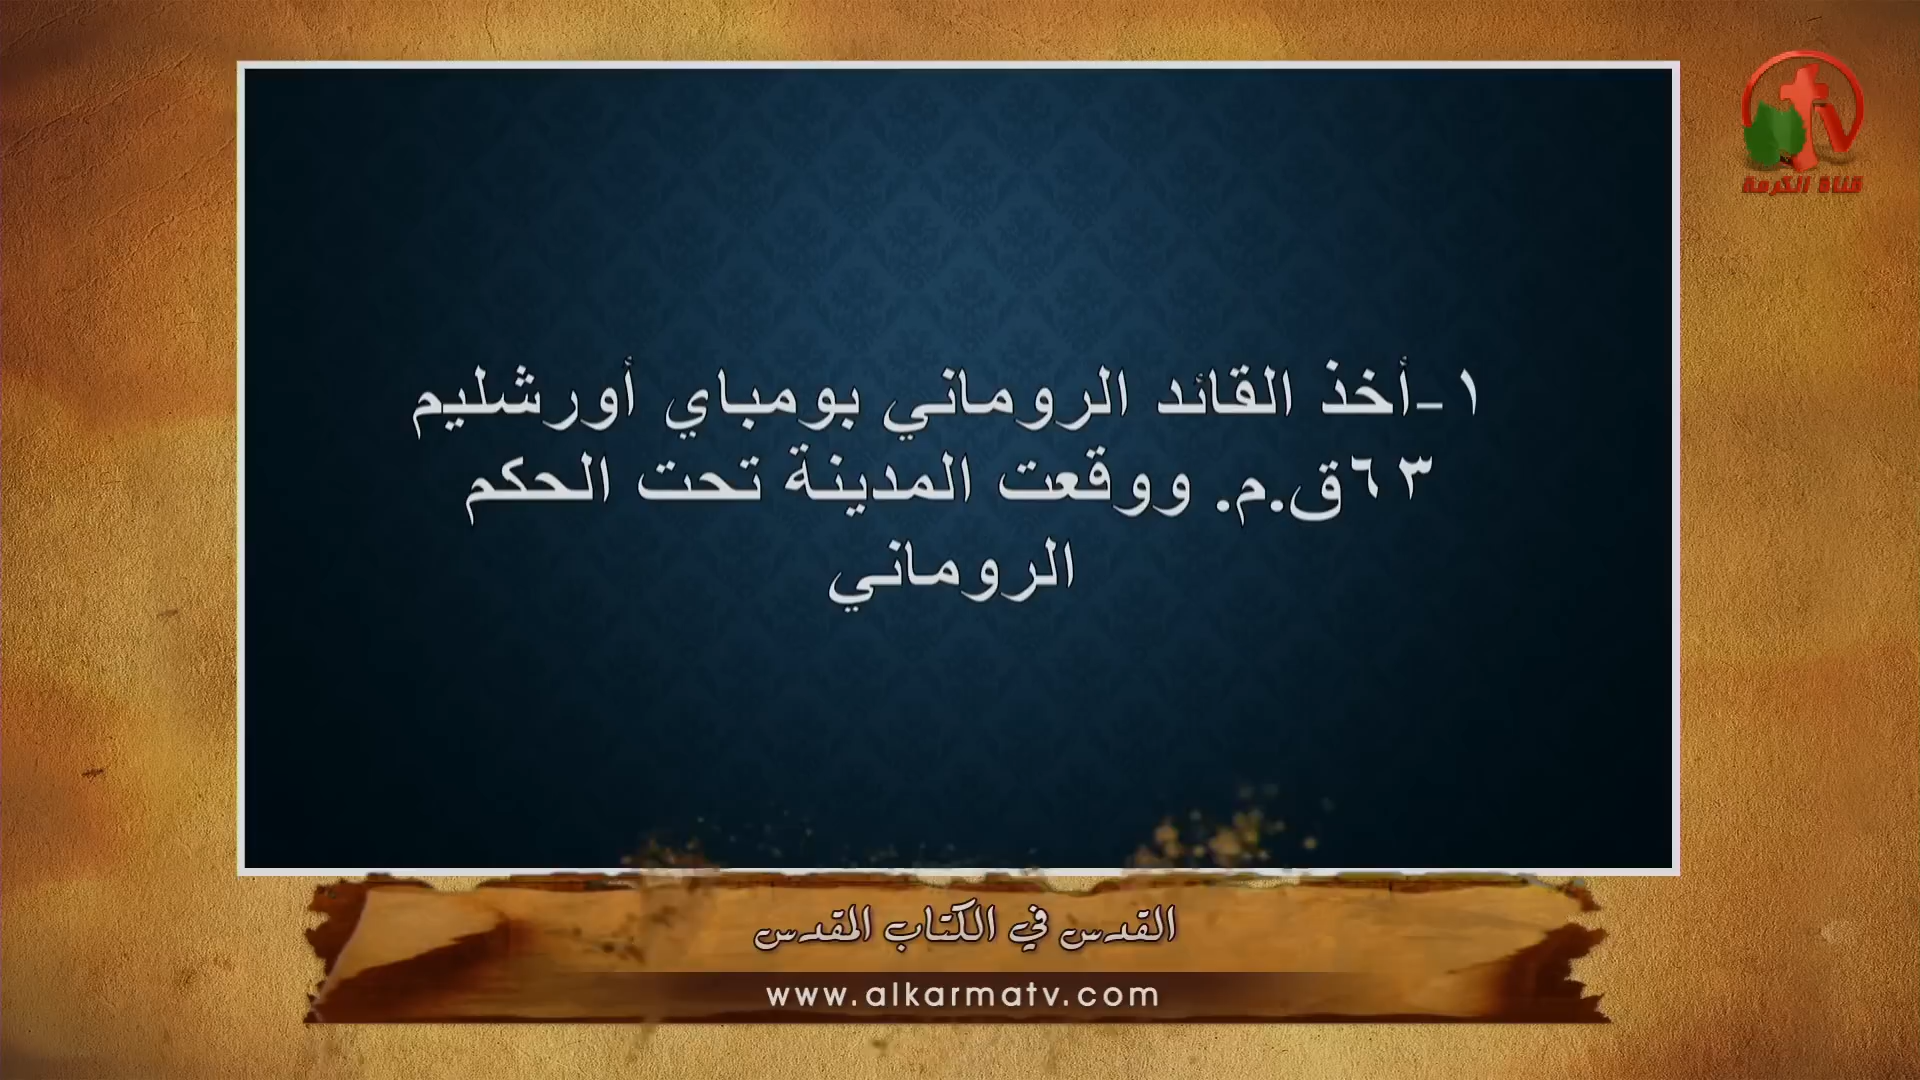 ١-أخذ القائد الروماني بومباي أورشليم
٦٣ق.م. ووقعت المدينة تحت الحكم
الروماني
القدس في الكتاب المقدس
www.alkarmatv.com
tv
قناة الكرمة